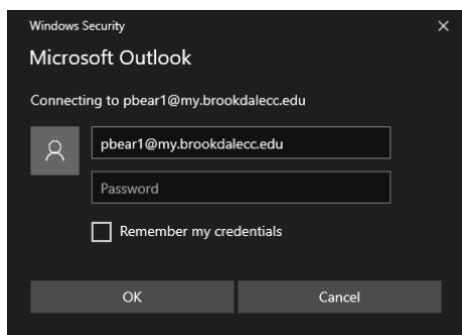 Windows Security
Microsoft Outlook
Connecting to pbear1@my.brookdalecc.edu
pbear1@my.brookdalecc.edu
Password
Remember my credentials
OK
Cancel